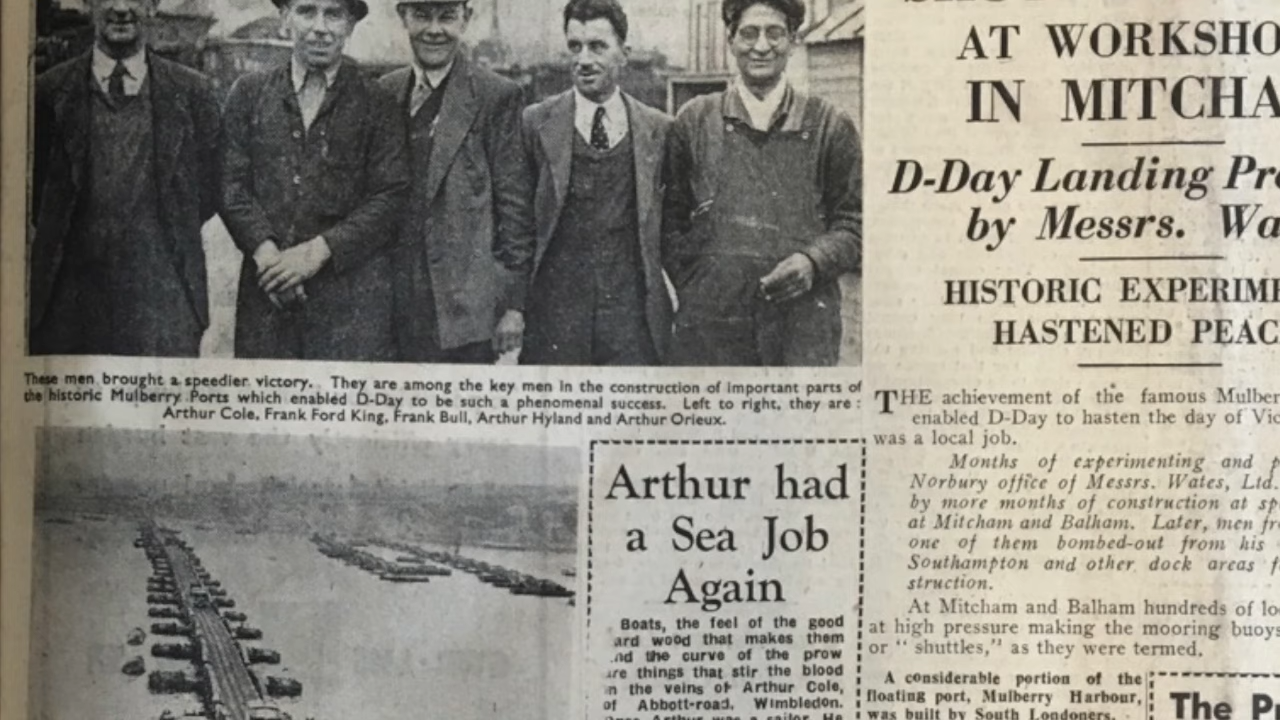 These men brought a speedier victory. They are among the key men in the construction of important parts of
the historic Mulberry Ports which enabled D-Day to be such a phenomenal success. Left to right, they are :
Arthur Cole, Frank Ford King, Frank Bull, Arthur Hyland and Arthur Orieux.
Arthur had
a Sea Job
Again
Boats, the feel of the good
ard wood that makes them
nd the curve of the prow
re things that stir the blood
n the veins of Arthur Cole,
of Abbott-road, Wimbledon.
Once Arthur was a sailor. He
AT WORKSHO
IN MITCHA
D-Day Landing Pr
by Messrs. Wa
HISTORIC EXPERIME
HASTENED PEAC
THE achievement of the famous Mulber
enabled D-Day to hasten the day of Vic
was a local job.
Months of experimenting and p
Norbury office of Messrs. Wates, Ltd.
by more months of construction at sp
at Mitcham and Balham. Later, men fr
one of them bombed-out from his
Southampton and other dock areas f
struction.
At Mitcham and Balham hundreds of lo
at high pressure making the mooring buoys
or " shuttles," as they were termed.
A considerable portion of the
floating port, Mulberry Harbour,
was built by South Londoners.
The P